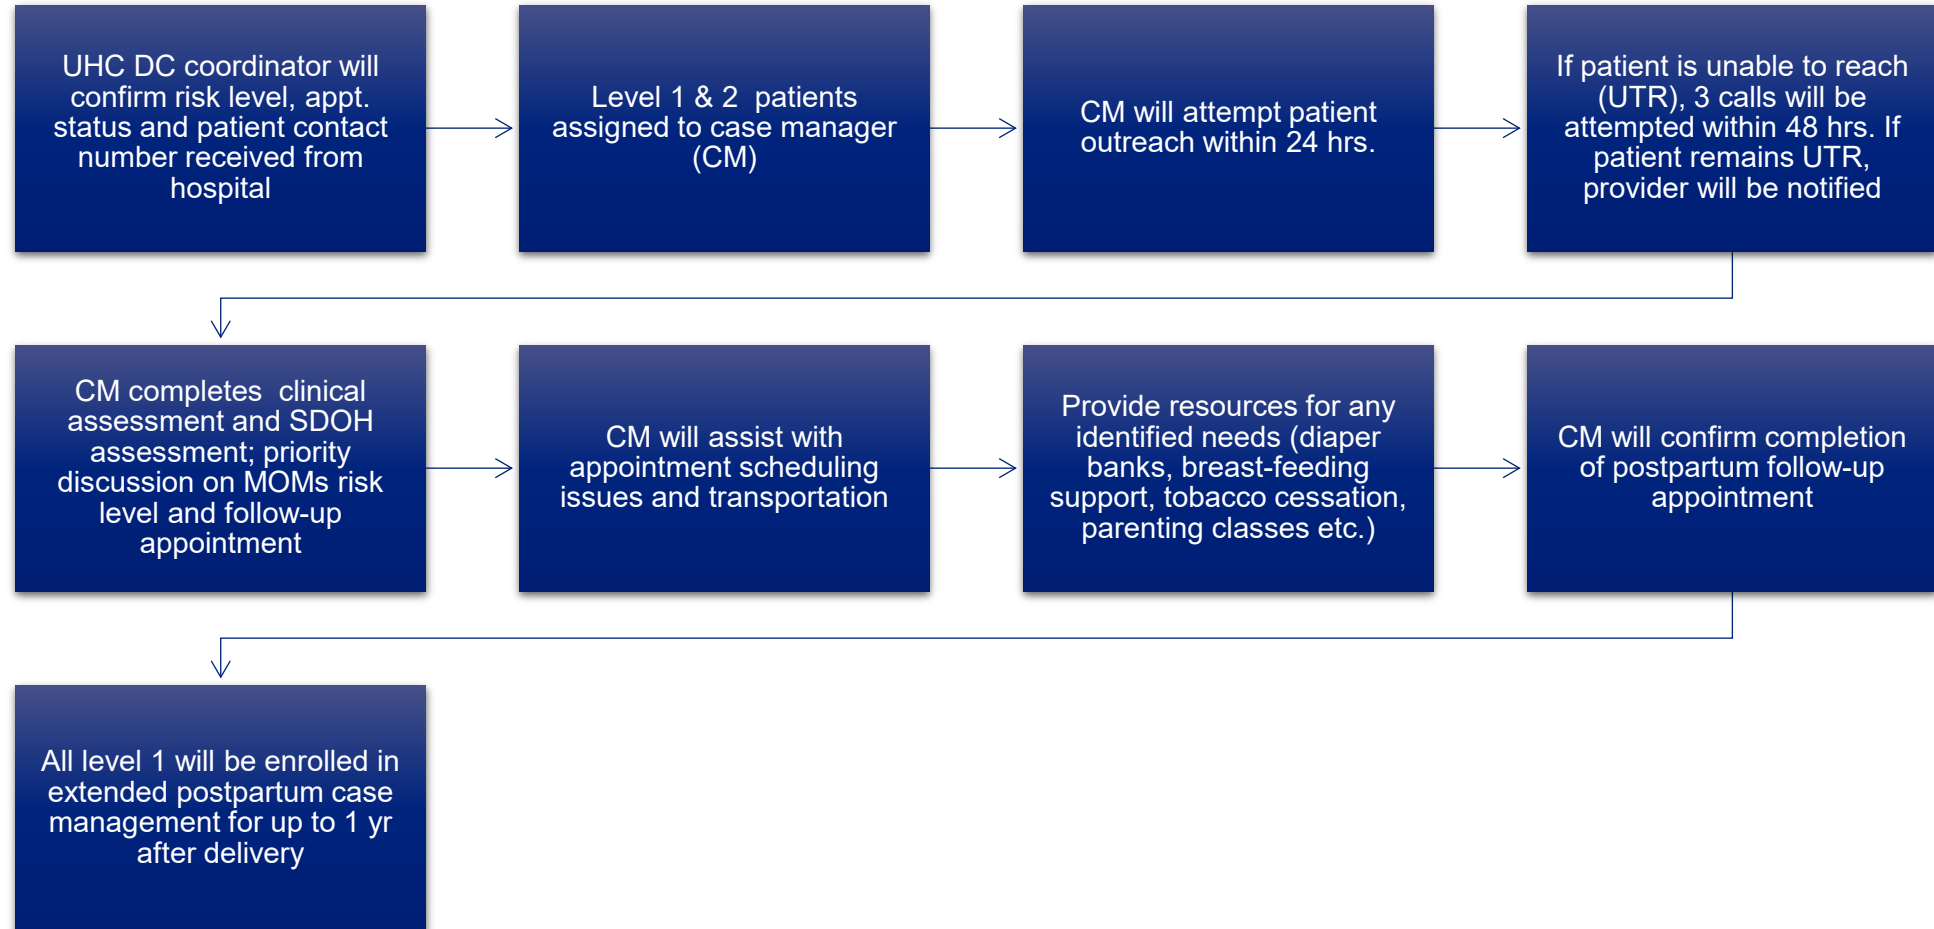 UHC DC coordinator will
confirm risk level, appt.
status and patient contact
number received from
hospital
Level 1 & 2 patients
assigned to case manager
(CM)
CM will attempt patient
outreach within 24 hrs.
If patient is unable to reach
(UTR), 3 calls will be
attempted within 48 hrs. If
patient remains UTR,
provider will be notified
CM completes clinical
assessment and SDOH
assessment; priority
discussion on MOMs risk
level and follow-up
appointment
CM will assist with
appointment scheduling
issues and transportation
Provide resources for any
identified needs (diaper
banks, breast-feeding
support, tobacco cessation,
parenting classes etc.)
CM will confirm completion
of postpartum follow-up
appointment
All level 1 will be enrolled in
extended postpartum case
management for up to 1 yr
after delivery